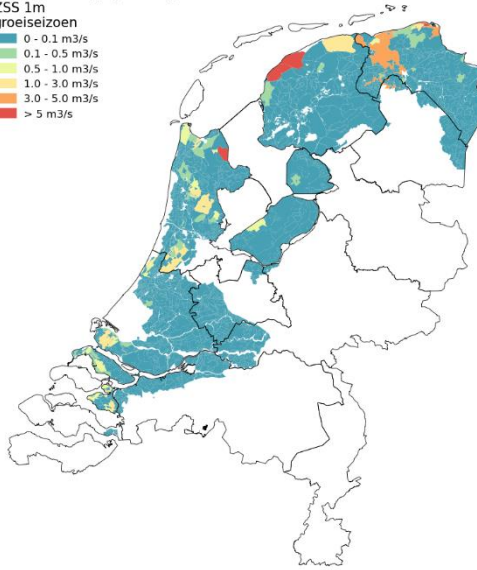 ZSS 1m
groeiseizoen
0 - 0.1 m3/s
0.1 - 0.5 m3/s
0.5 - 1.0 m3/s
1.0 - 3.0 m3/s
3.0 - 5.0 m3/s
> 5 m3/s